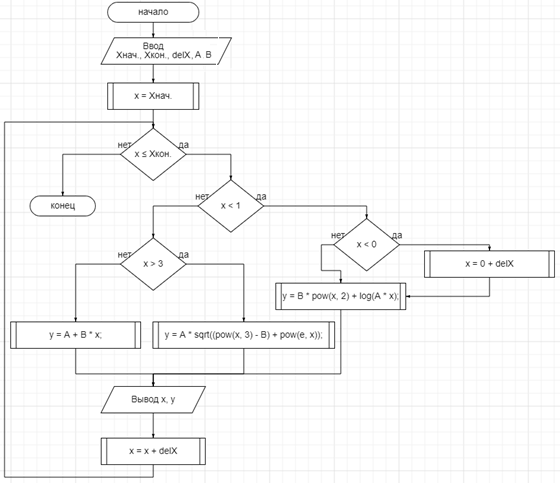 начало
Ввод
Xнач., Xкон., delX, A B
x = Xнач.
x ≤ Xкон.
нет
да
конец
x < 1
нет
да
x < 0
нет
да
x > 3
нет
да
x = 0 + delX
y = B * pow(x, 2) + log(A * x);
y = A + B * x;
y = A * sqrt((pow(x, 3) - B) + pow(e, x));
Вывод x, y
x = x + delX